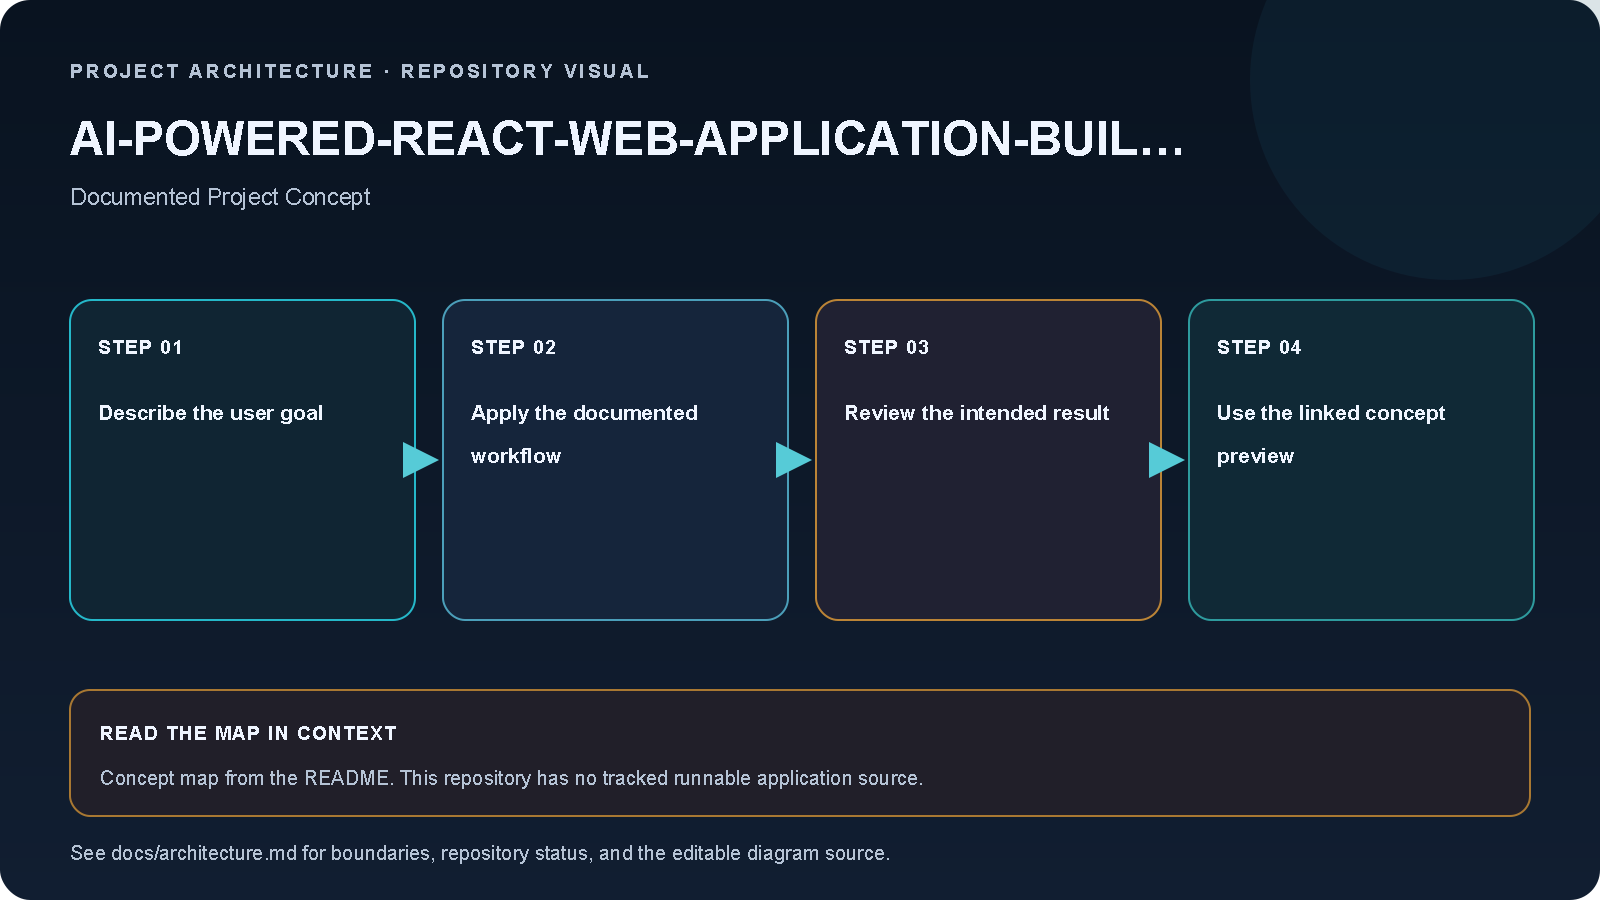 PROJECT ARCHITECTURE · REPOSITORY VISUAL
AI-POWERED-REACT-WEB-APPLICATION-BUIL...
Documented Project Concept
STEP 01
Describe the user goal
STEP 02
Apply the documented
workflow
STEP 03
Review the intended result
STEP 04
Use the linked concept
preview
READ THE MAP IN CONTEXT
Concept map from the README. This repository has no tracked runnable application source.
See docs/architecture.md for boundaries, repository status, and the editable diagram source.